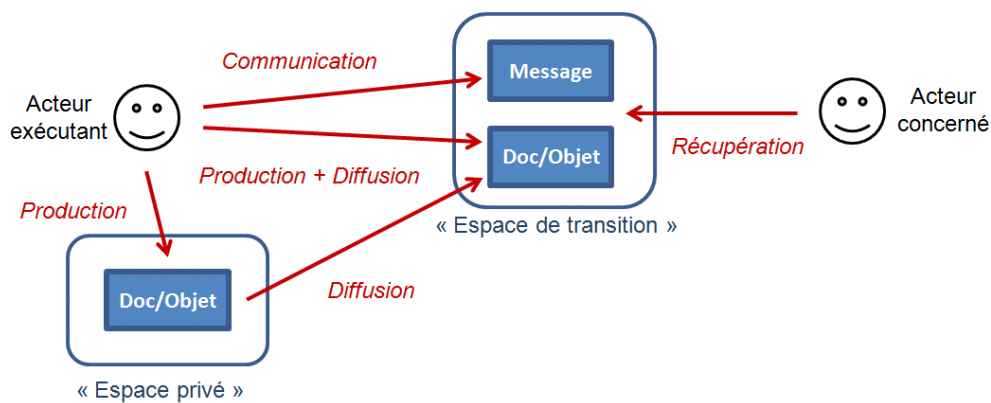 Communication
Message
Acteur
exécutant
Acteur
concerné
Doc/Objet
Récupération
Production + Diffusion
Production
« Espace de transition »
Doc/Objet
Diffusion
« Espace privé »